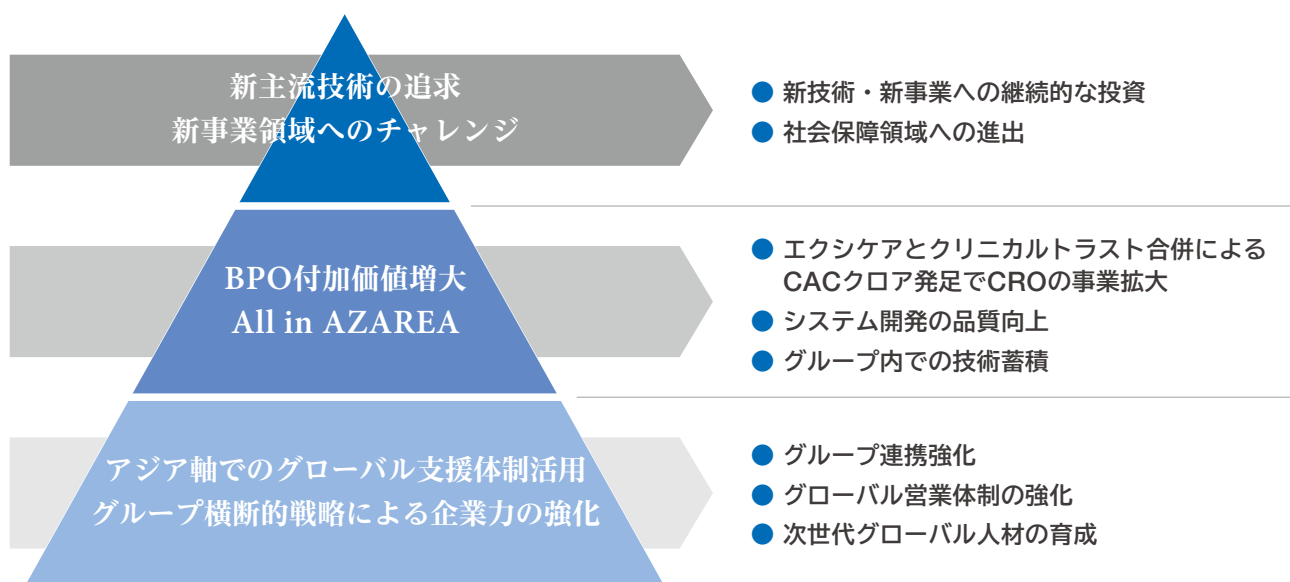 新主流技術の追求
新事業領域へのチャレンジ
● 新技術・新事業への継続的な投資
● 社会保障領域への進出
BPO付加価値増大
All in AZAREA
● エクシケアとクリニカルトラスト合併による
CACクロア発足でCROの事業拡大
● システム開発の品質向上
● グループ内での技術蓄積
アジア軸でのグローバル支援体制活用
グループ横断的戦略による企業力の強化
● グループ連携強化
● グローバル営業体制の強化
● 次世代グローバル人材の育成